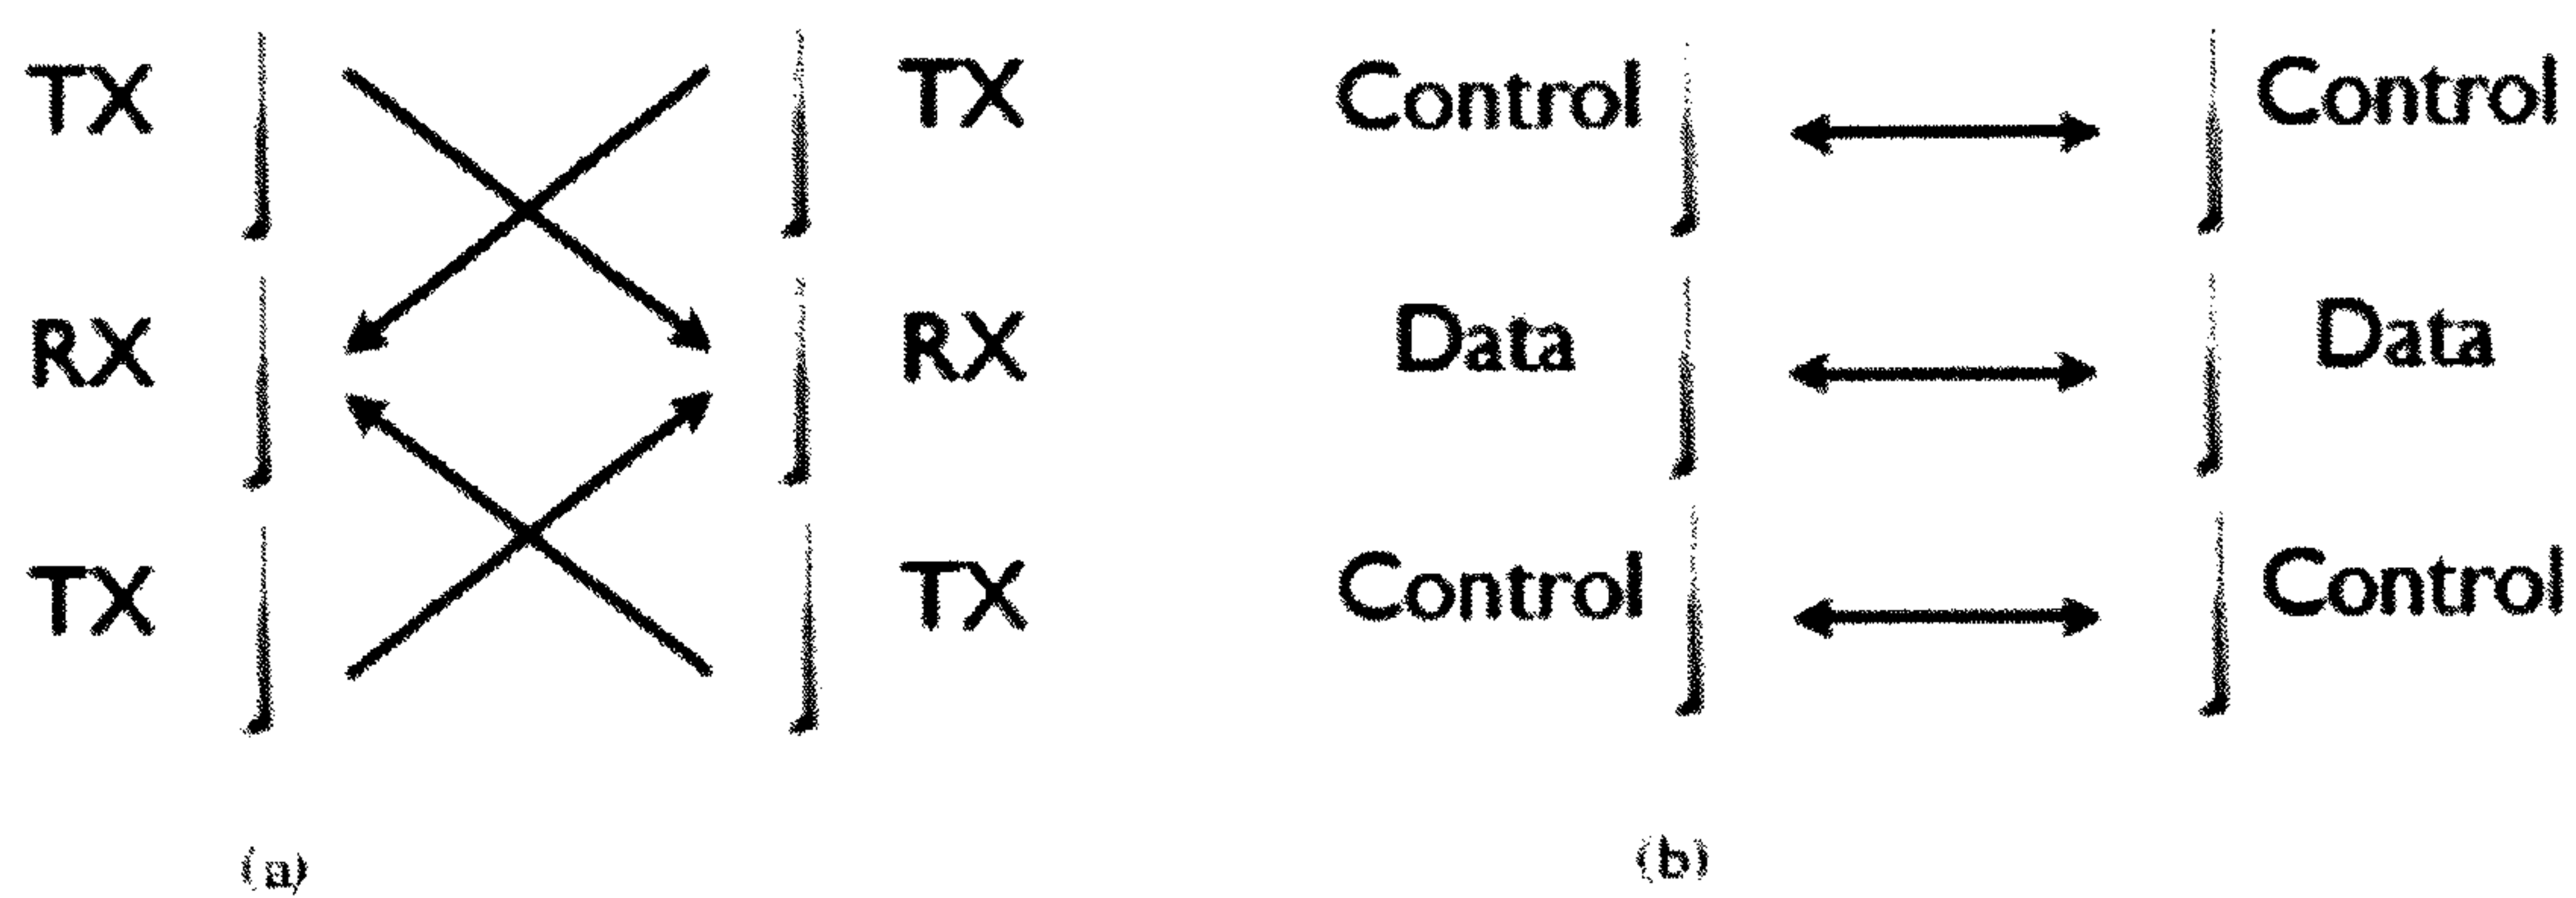 TX TX Control Control
RX RX Data Data
TX TX Control Control
(a) (b)